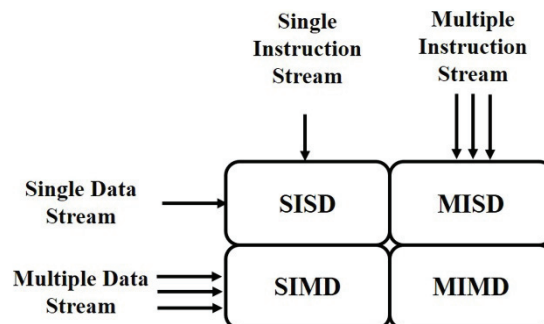 Single
Instruction
Stream
Multiple
Instruction
Stream
Single Data
Stream
SISD
MISD
Multiple Data
Stream
SIMD
MIMD